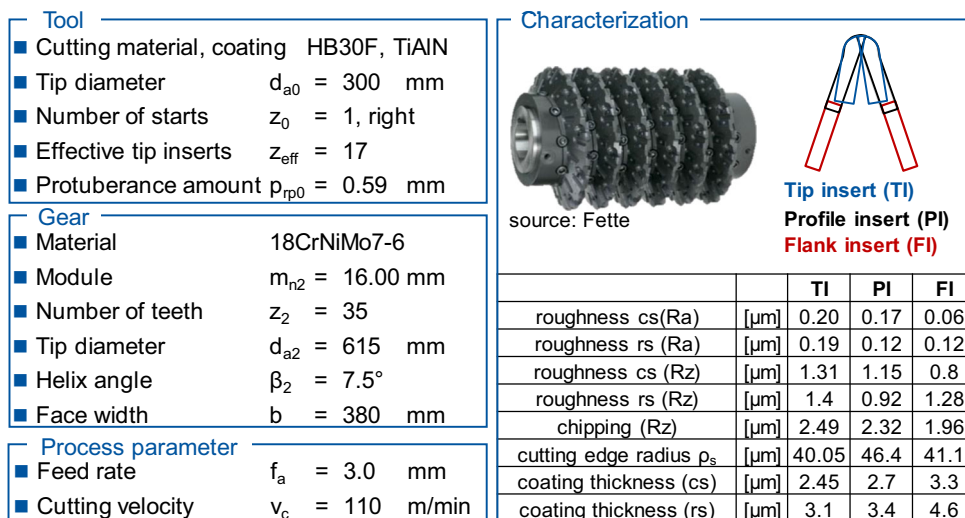 Tool
■ Cutting material, coating HB30F, TiAlN
■ Tip diameter dₐ₀ = 300 mm
■ Number of starts z₀ = 1, right
■ Effective tip inserts z_eff = 17
■ Protuberance amount p_rp0 = 0.59 mm
Gear
■ Material 18CrNiMo7-6
■ Module m_n2 = 16.00 mm
■ Number of teeth z₂ = 35
■ Tip diameter d_a2 = 615 mm
■ Helix angle β₂ = 7.5°
■ Face width b = 380 mm
Process parameter
■ Feed rate fₐ = 3.0 mm
■ Cutting velocity v_c = 110 m/min
Characterization
source: Fette
Tip insert (TI)
Profile insert (PI)
Flank insert (FI)
TI PI FI
roughness cs(Ra) [µm] 0.20 0.17 0.06
roughness rs (Ra) [µm] 0.19 0.12 0.12
roughness cs (Rz) [µm] 1.31 1.15 0.8
roughness rs (Rz) [µm] 1.4 0.92 1.28
chipping (Rz) [µm] 2.49 2.32 1.96
cutting edge radius ρₛ [µm] 40.05 46.4 41.1
coating thickness (cs) [µm] 2.45 2.7 3.3
coating thickness (rs) [µm] 3.1 3.4 4.6